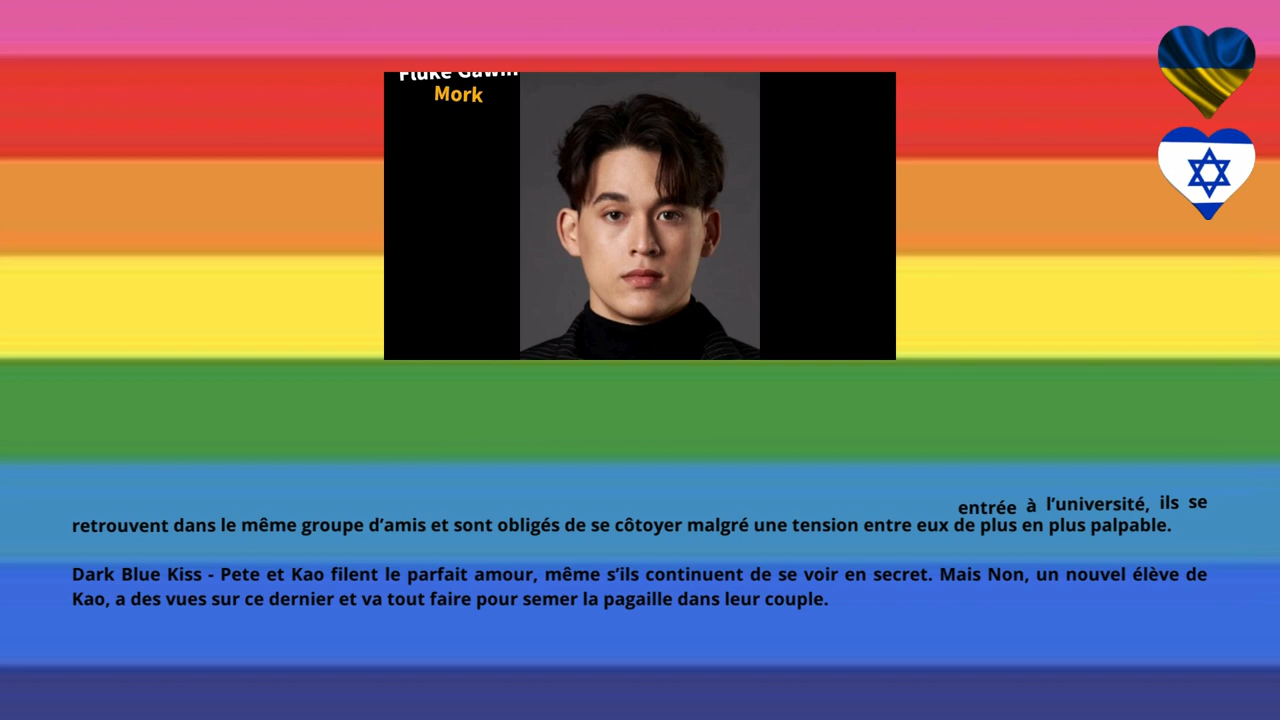 Fluke Gawin
Mork
entrée à l’université, ils se
retrouvent dans le même groupe d’amis et sont obligés de se côtoyer malgré une tension entre eux de plus en plus palpable.
Dark Blue Kiss - Pete et Kao filent le parfait amour, même s’ils continuent de se voir en secret. Mais Non, un nouvel élève de
Kao, a des vues sur ce dernier et va tout faire pour semer la pagaille dans leur couple.